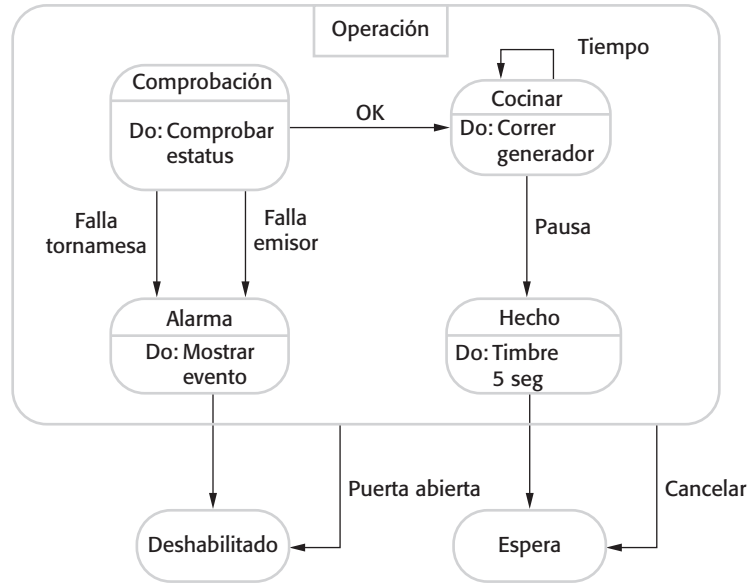 Operación
Tiempo
Comprobación
Cocinar
OK
Do: Comprobar
estatus
Do: Correr
generador
Falla
tornamesa
Falla
emisor
Pausa
Alarma
Hecho
Do: Mostrar
evento
Do: Timbre
5 seg
Puerta abierta
Cancelar
Deshabilitado
Espera